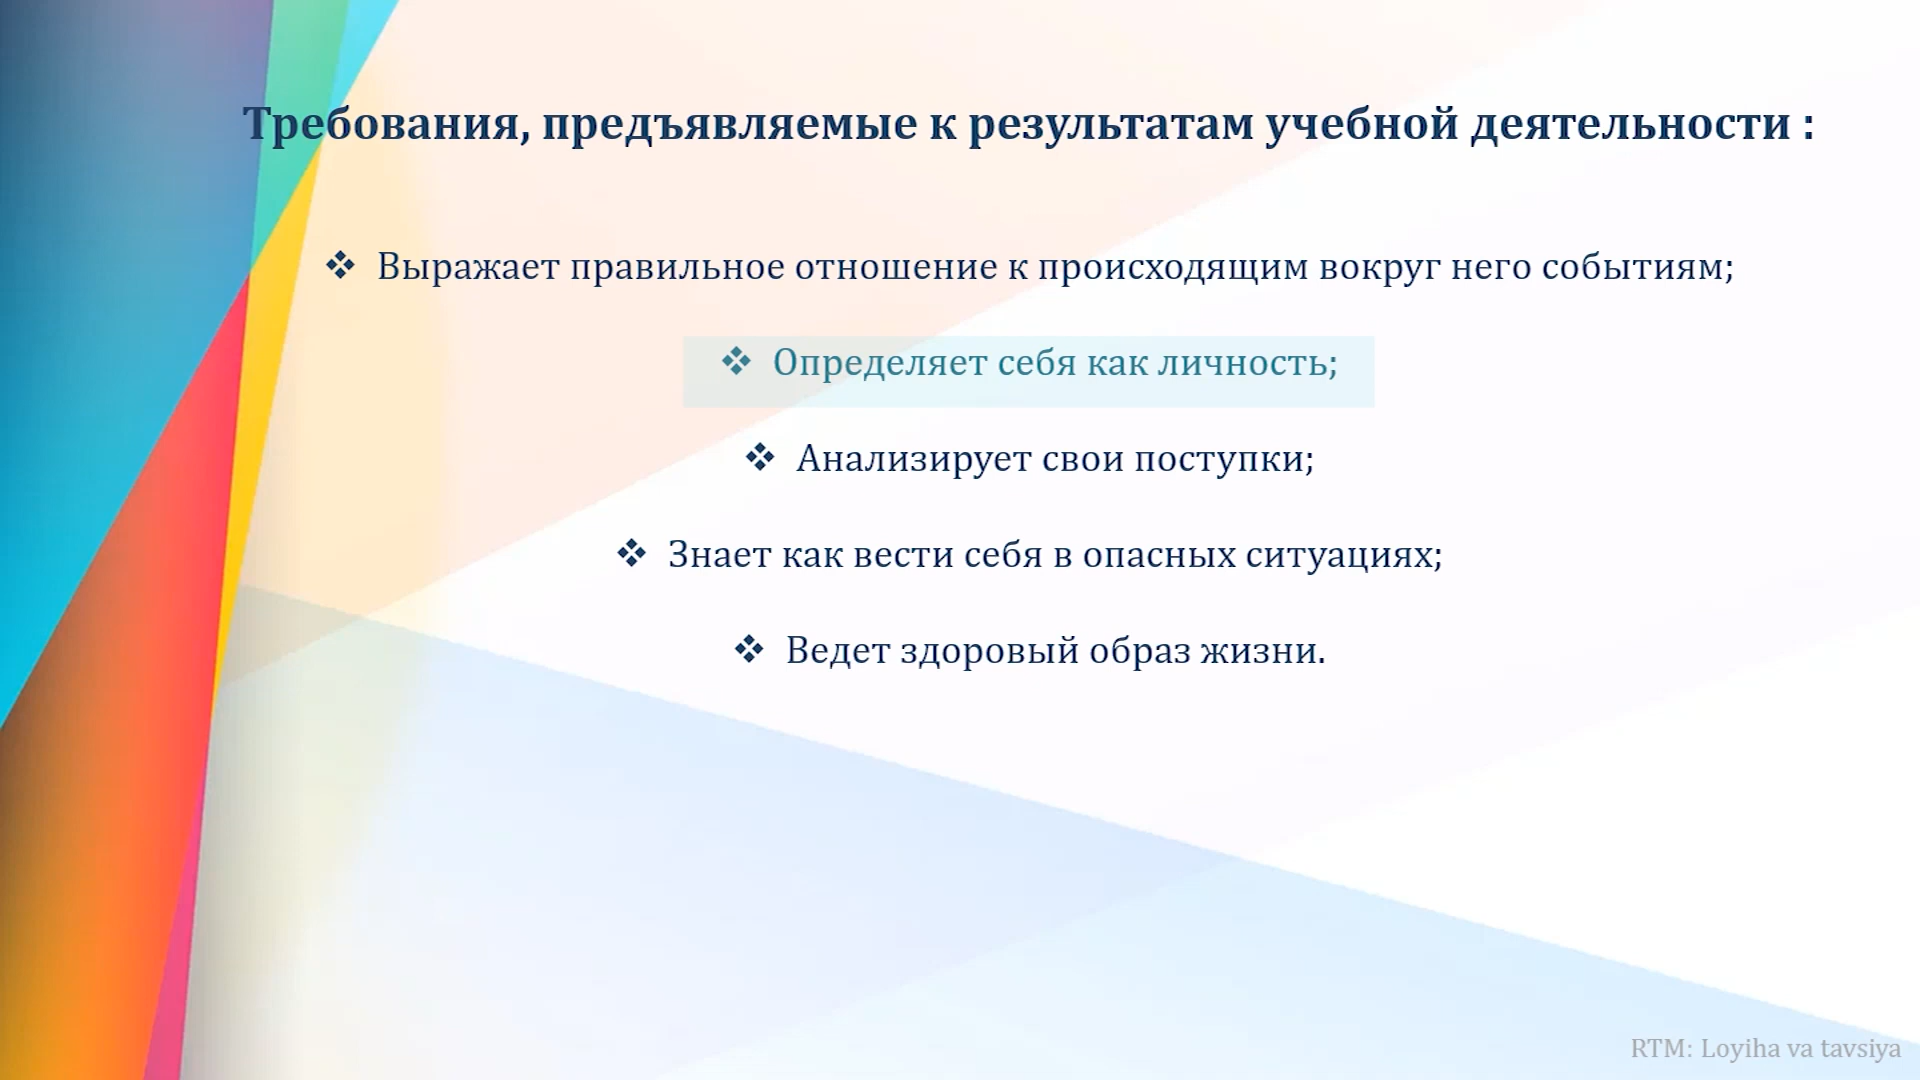 Требования, предъявляемые к результатам учебной деятельности :
❖ Выражает правильное отношение к происходящим вокруг него событиям;
❖ Определяет себя как личность;
❖ Анализирует свои поступки;
❖ Знает как вести себя в опасных ситуациях;
❖ Ведет здоровый образ жизни.
RTM: Loyiha va tavsiya